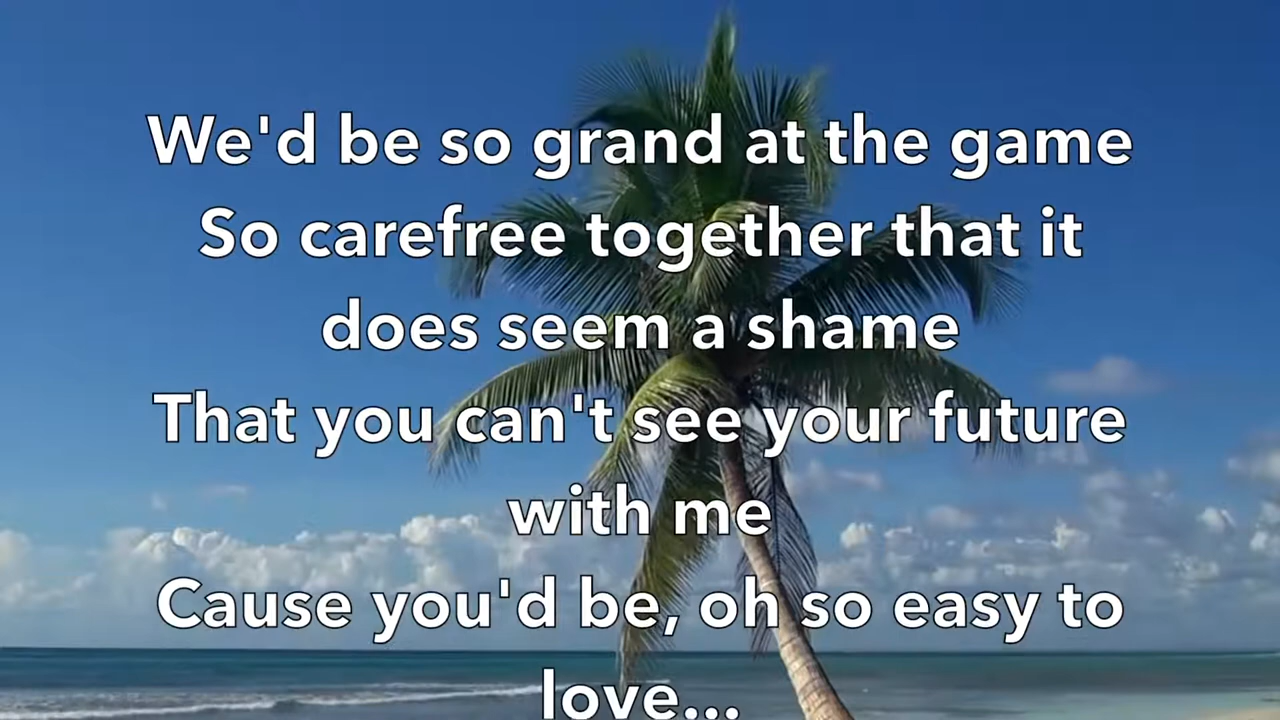 We'd be so grand at the game
So carefree together that it
does seem a shame
That you can't see your future
with me
Cause you'd be, oh so easy to
love...